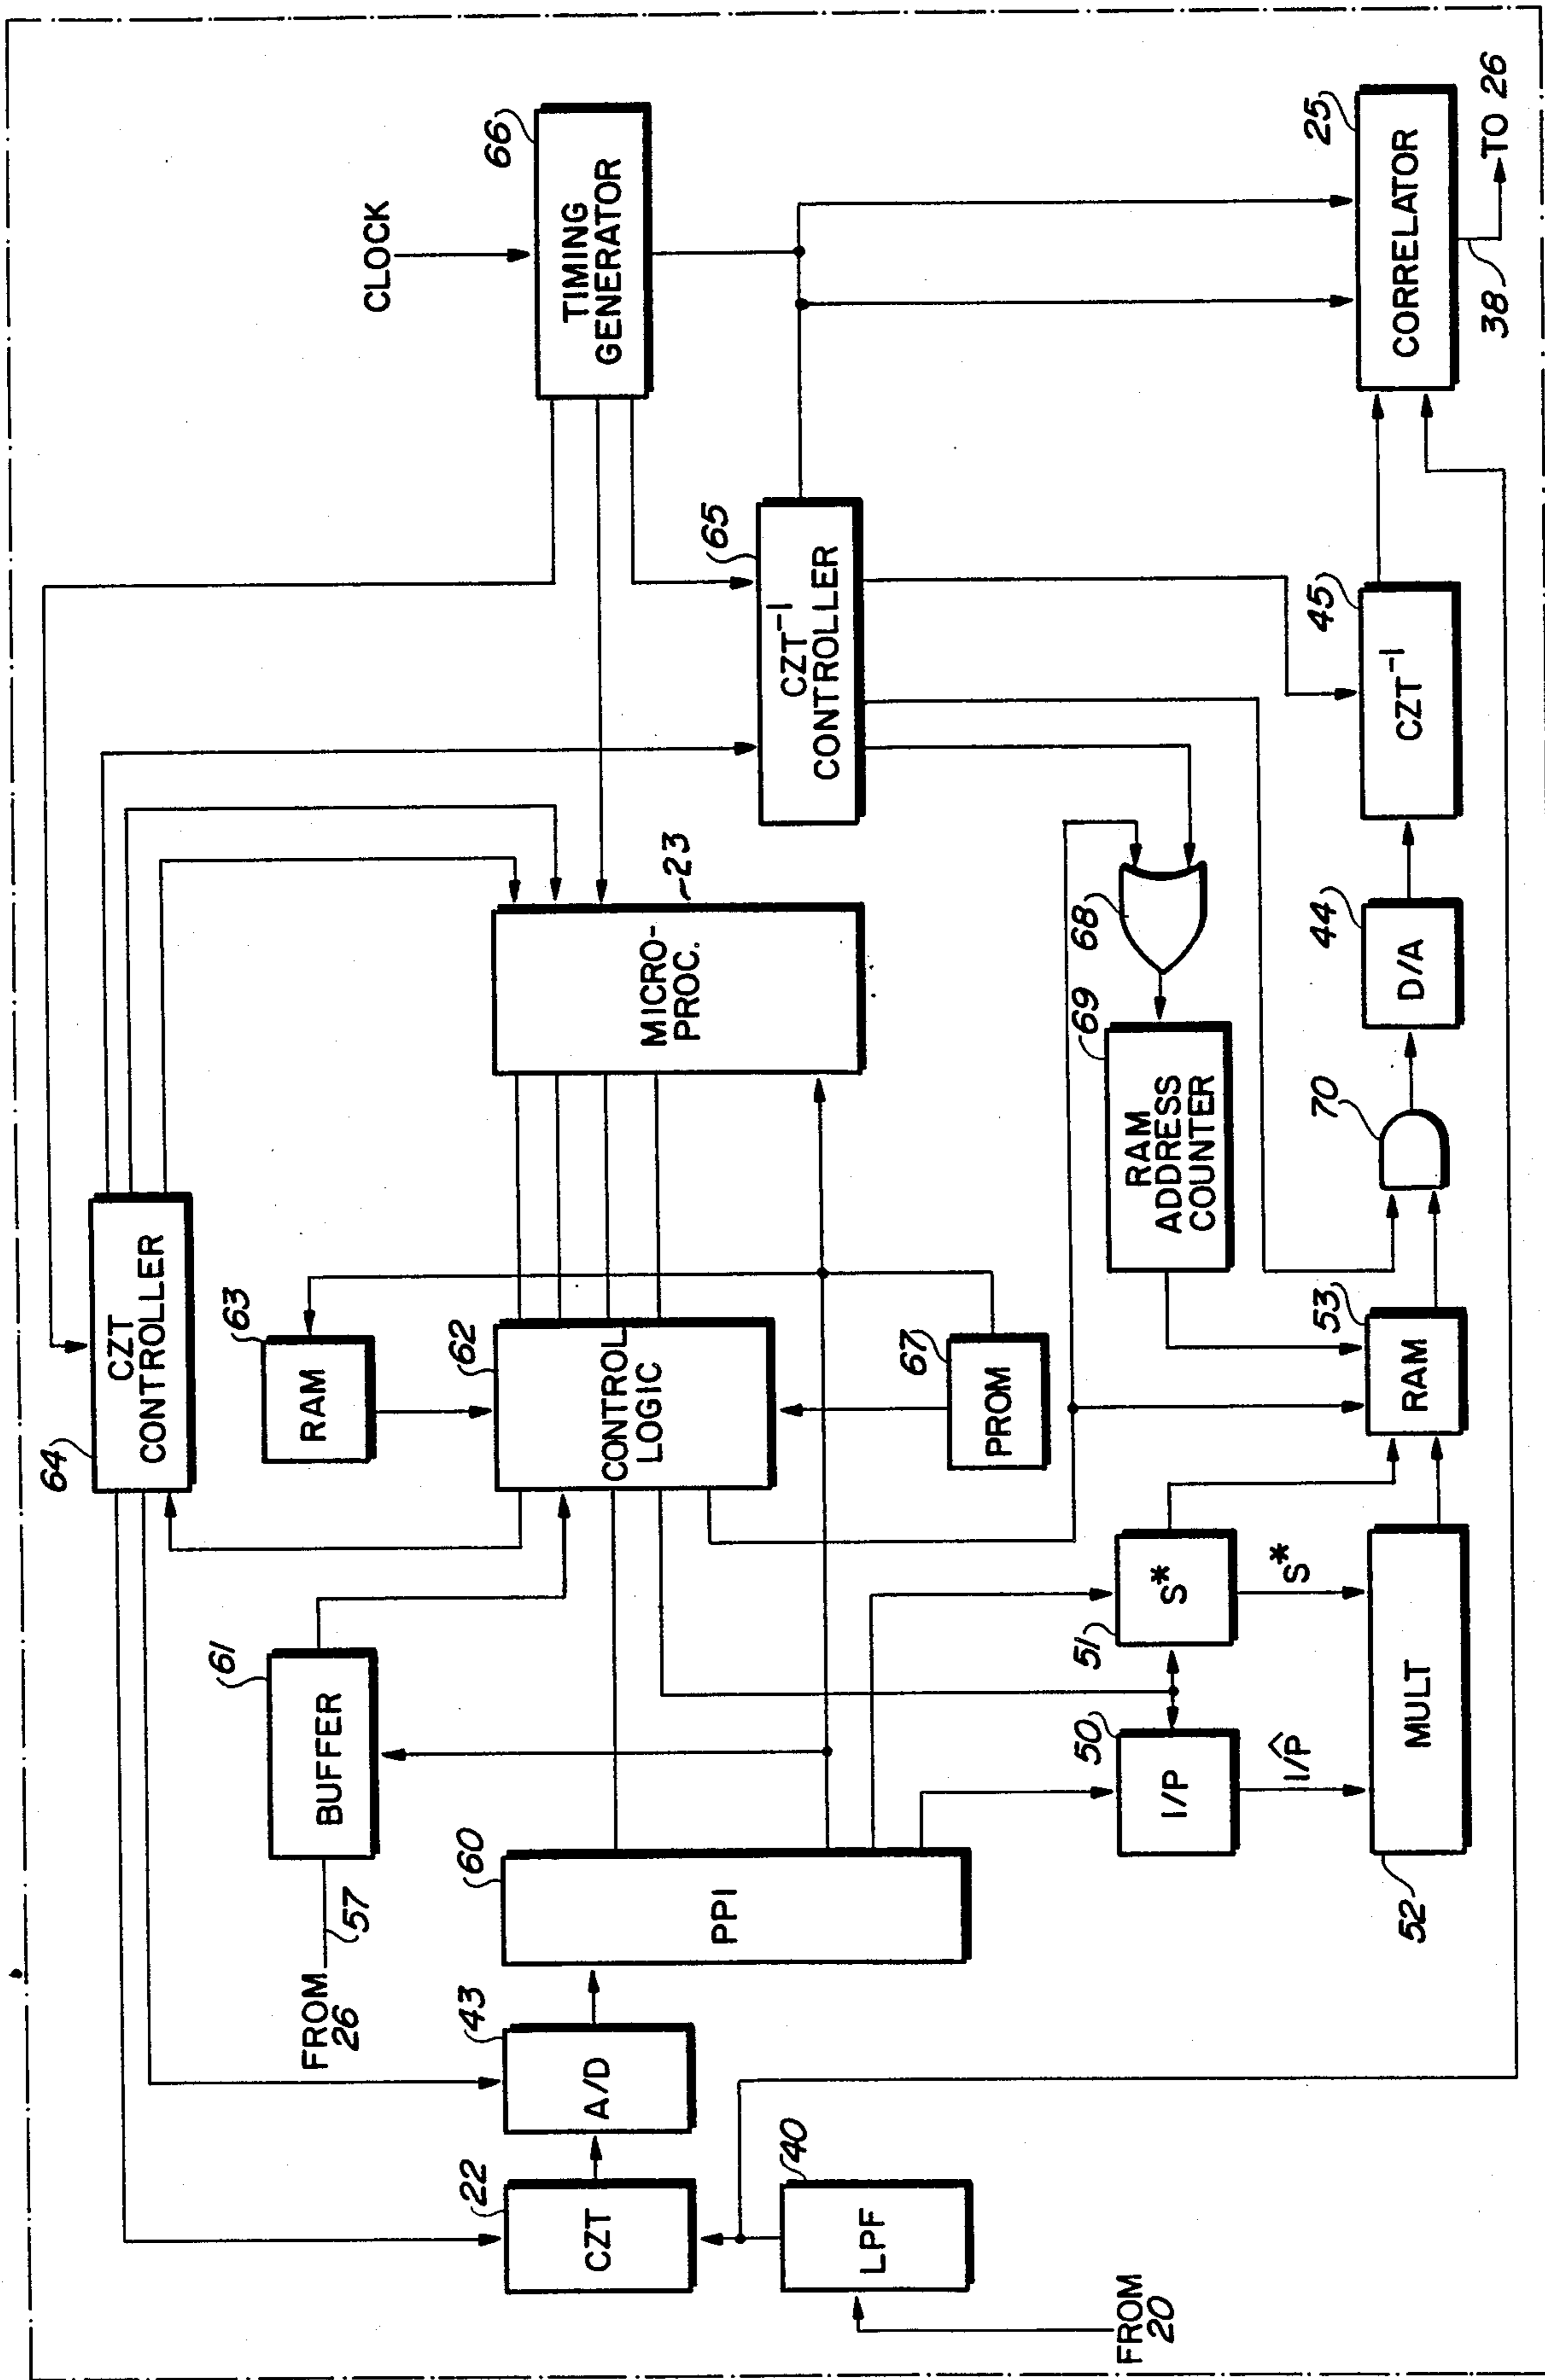 64
CZT
CONTROLLER
FROM
26
57
61
BUFFER
63
RAM
CLOCK
22
CZT
43
A/D
60
PPI
62
CONTROL
LOGIC
MICRO-
PROC.
23
66
TIMING
GENERATOR
40
LPF
67
PROM
65
CZT⁻¹
CONTROLLER
FROM
20
50
1/P
51
S*
69
RAM
ADDRESS
COUNTER
68
1/P̂
S*
52
MULT
53
RAM
70
44
D/A
45
CZT⁻¹
25
CORRELATOR
38
TO 26